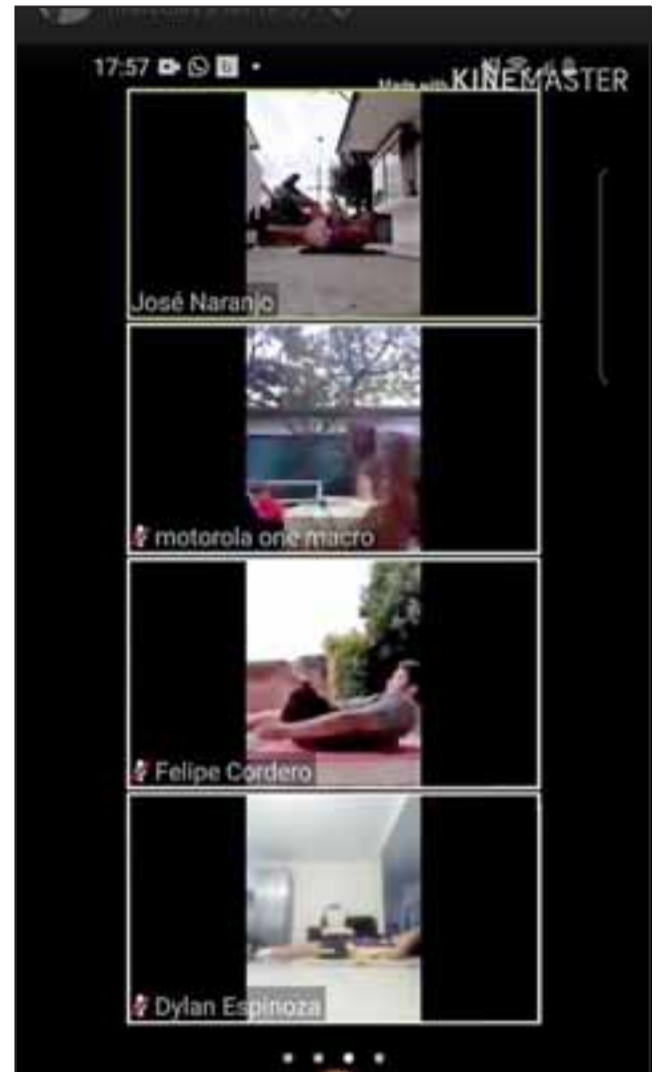 17:57
Made with KINEMASTER
José Naranjo
motorola one macro
Felipe Cordero
Dylan Espinoza